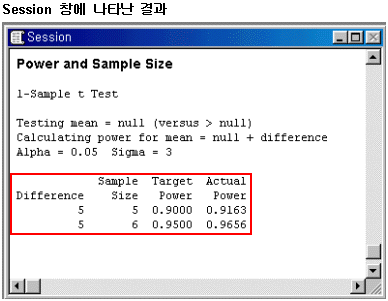 Session 창에 나타난 결과
Session
Power and Sample Size
1-Sample t Test
Testing mean = null (versus > null)
Calculating power for mean = null + difference
Alpha = 0.05  Sigma = 3
Sample Target Actual
Difference Size Power Power
5 5 0.9000 0.9163
5 6 0.9500 0.9656